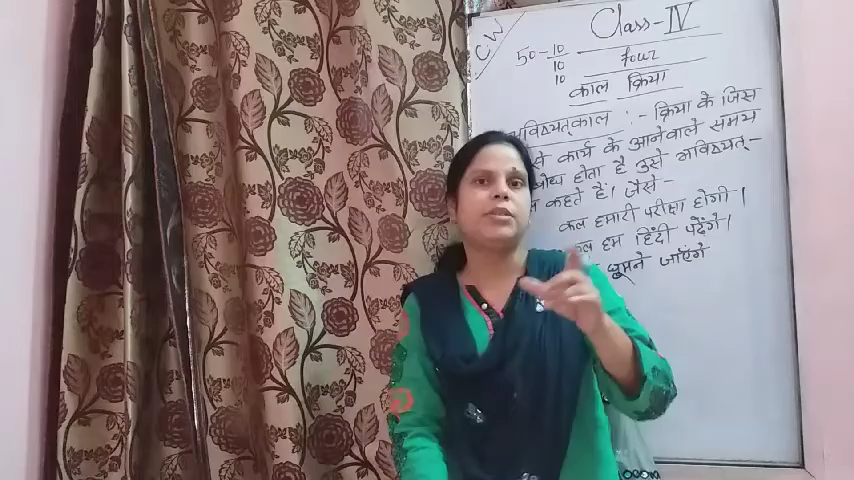 CW
Class-IV
50-10
10
10
four
काल क्रिया
भविष्यत्काल :- क्रिया के जिस
कार्य के आनेवाले समय
बोध होता है उसे भविष्यत्-
कहते हैं। जैसे -
कल हमारी परीक्षा होगी।
हम हिंदी पढ़ेंगे।
घूमने जाएँगे